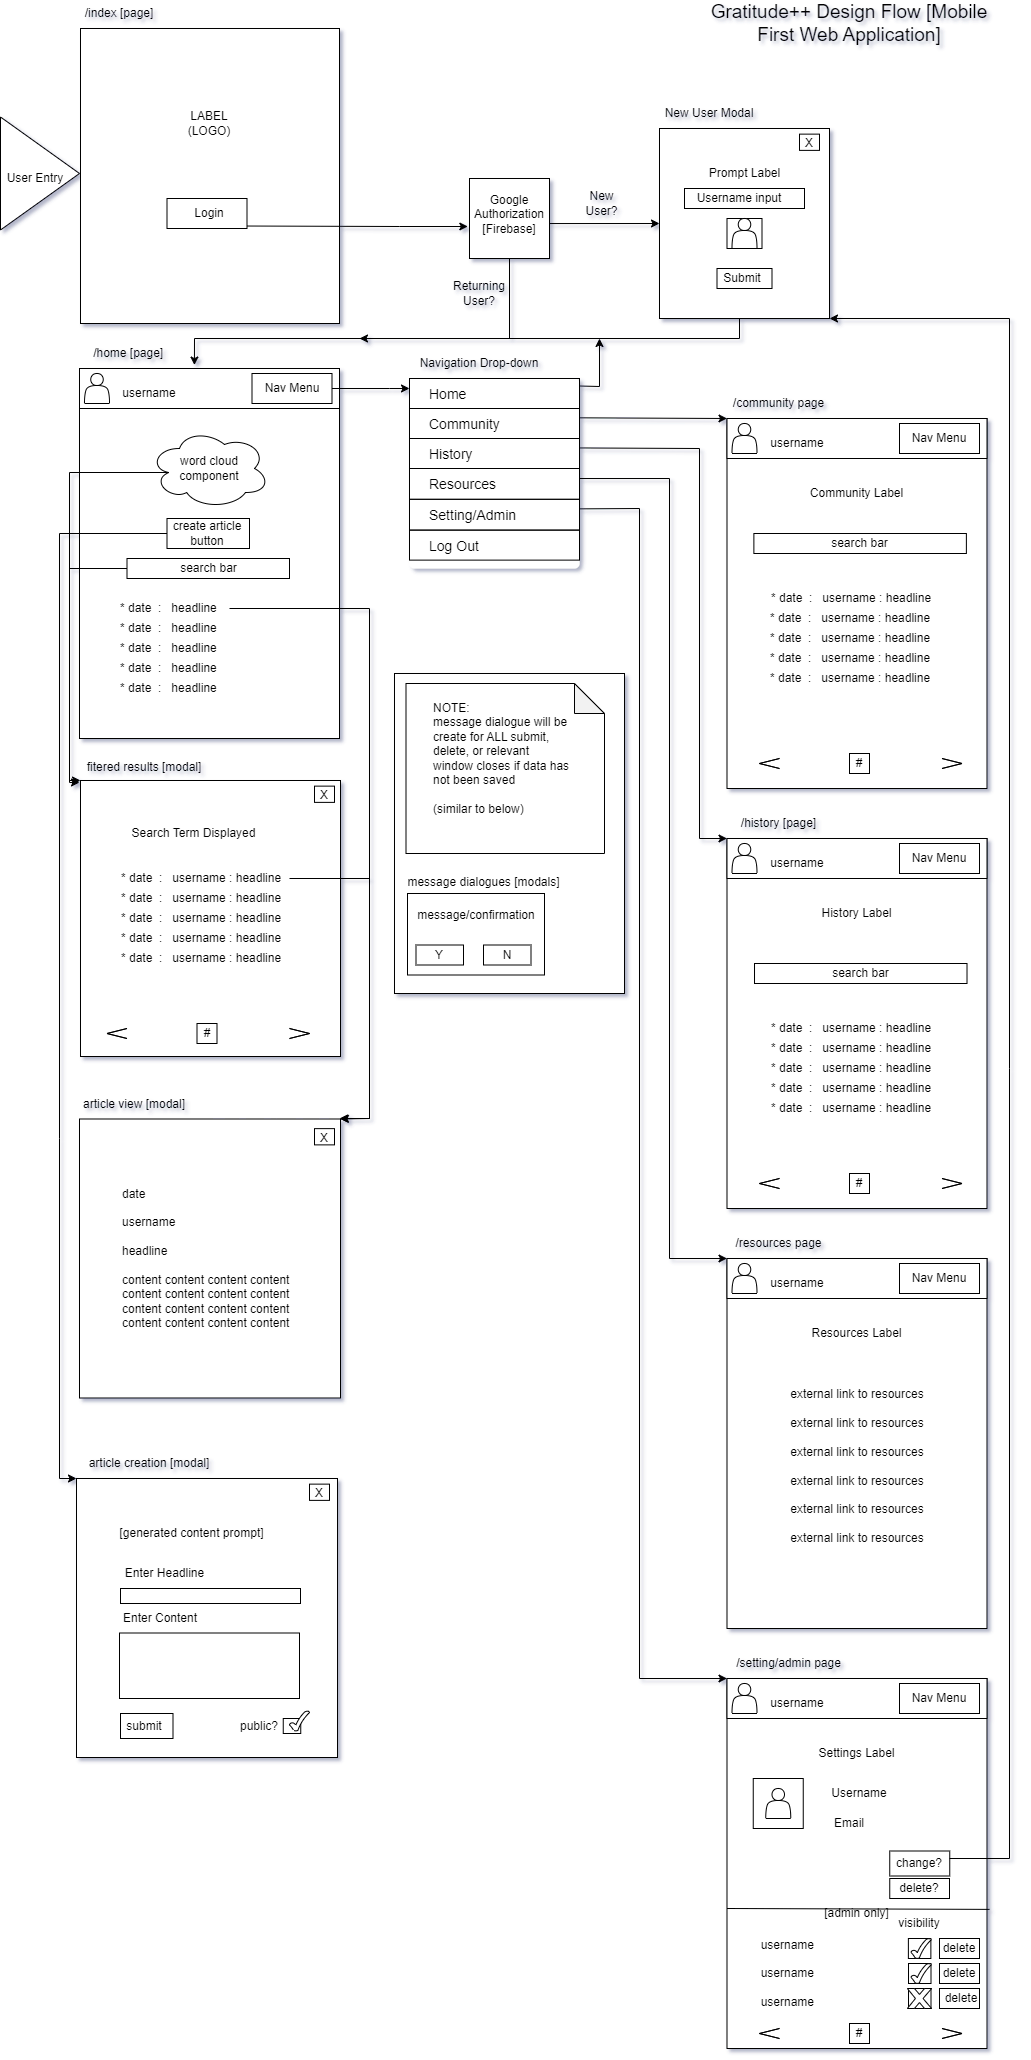 /index [page]
Gratitude++ Design Flow [Mobile
First Web Application]
LABEL
(LOGO)
User Entry
Login
Google
Authorization
[Firebase]
New
User?
Returning
User?
New User Modal
X
Prompt Label
Username input
Submit
/home [page]
username
Nav Menu
word cloud
component
create article
button
search bar
* date : headline
* date : headline
* date : headline
* date : headline
* date : headline
Navigation Drop-down
Home
Community
History
Resources
Setting/Admin
Log Out
/community page
username
Nav Menu
Community Label
search bar
* date : username : headline
* date : username : headline
* date : username : headline
* date : username : headline
* date : username : headline
#
NOTE:
message dialogue will be
create for ALL submit,
delete, or relevant
window closes if data has
not been saved
(similar to below)
message dialogues [modals]
message/confirmation
Y
N
fitered results [modal]
X
Search Term Displayed
* date : username : headline
* date : username : headline
* date : username : headline
* date : username : headline
* date : username : headline
#
/history [page]
username
Nav Menu
History Label
search bar
* date : username : headline
* date : username : headline
* date : username : headline
* date : username : headline
* date : username : headline
#
article view [modal]
X
date
username
headline
content content content content
content content content content
content content content content
content content content content
/resources page
username
Nav Menu
Resources Label
external link to resources
external link to resources
external link to resources
external link to resources
external link to resources
external link to resources
article creation [modal]
X
[generated content prompt]
Enter Headline
Enter Content
submit
public?
/setting/admin page
username
Nav Menu
Settings Label
Username
Email
change?
delete?
[admin only]
visibility
username
delete
username
delete
username
delete
#